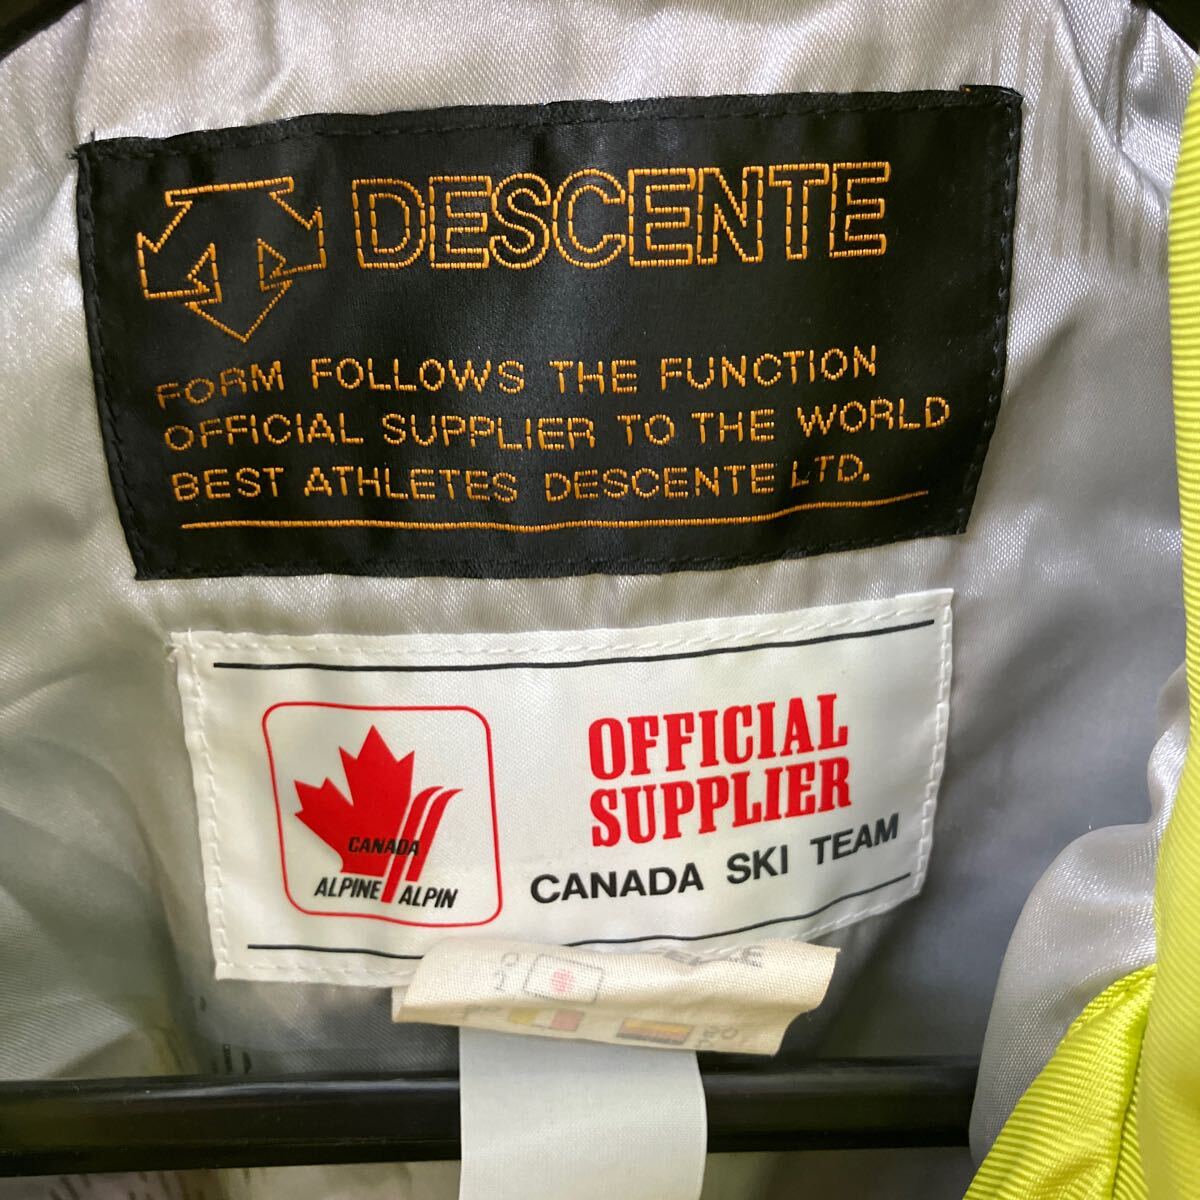 DESCENTE
FORM FOLLOWS THE FUNCTION
OFFICIAL SUPPLIER TO THE WORLD
BEST ATHLETES DESCENTE LTD.
CANADA
ALPINE ALPIN
OFFICIAL
SUPPLIER
CANADA SKI TEAM